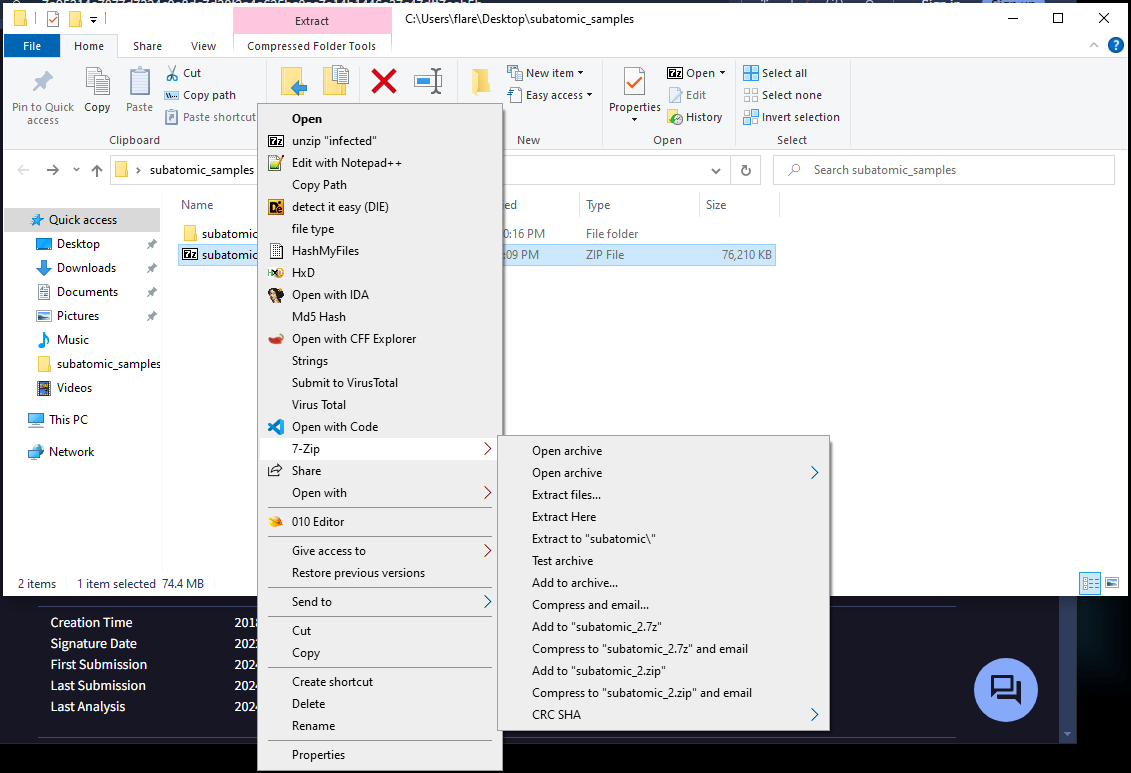 Extract
C:\Users\flare\Desktop\subatomic_samples
File
Home
Share
View
Compressed Folder Tools
Pin to Quick access
Copy
Paste
Cut
Copy path
Paste shortcut
Clipboard
New item
Easy access
New
Properties
Open
Edit
History
Open
Select all
Select none
Invert selection
Select
subatomic_samples
Search subatomic_samples
Quick access
Desktop
Downloads
Documents
Pictures
Music
subatomic_samples
Videos
This PC
Network
Name
Type
Size
subatomic
0:16 PM
File folder
subatomic
:09 PM
ZIP File
76,210 KB
Open
unzip "infected"
Edit with Notepad++
Copy Path
detect it easy (DIE)
file type
HashMyFiles
HxD
Open with IDA
Md5 Hash
Open with CFF Explorer
Strings
Submit to VirusTotal
Virus Total
Open with Code
7-Zip
Share
Open with
010 Editor
Give access to
Restore previous versions
Send to
Cut
Copy
Create shortcut
Delete
Rename
Properties
Open archive
Open archive
Extract files...
Extract Here
Extract to "subatomic\"
Test archive
Add to archive...
Compress and email...
Add to "subatomic_2.7z"
Compress to "subatomic_2.7z" and email
Add to "subatomic_2.zip"
Compress to "subatomic_2.zip" and email
CRC SHA
2 items
1 item selected 74.4 MB
Creation Time 2018
Signature Date 202
First Submission 2024
Last Submission 2024
Last Analysis 2024